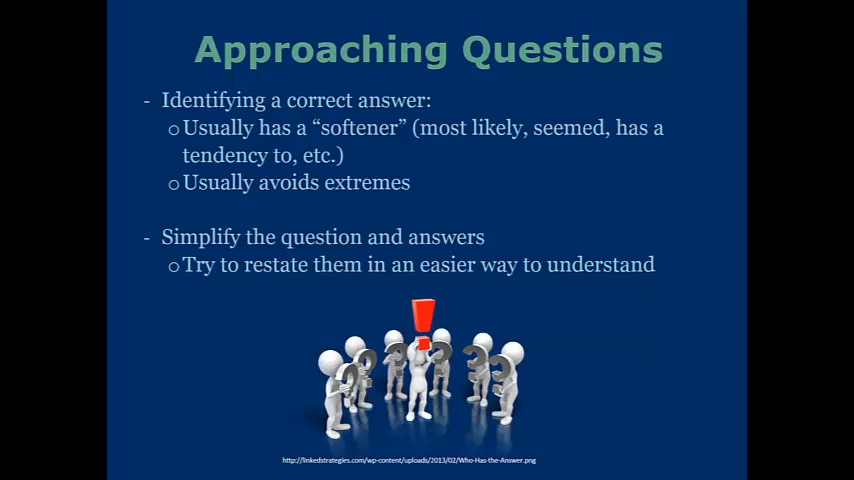 Approaching Questions
- Identifying a correct answer:
o Usually has a “softener” (most likely, seemed, has a
tendency to, etc.)
o Usually avoids extremes
- Simplify the question and answers
o Try to restate them in an easier way to understand
! ? ? ? ? ? ?
http://linkedstrategies.com/wp-content/uploads/2013/02/Who-Has-the-Answer.png